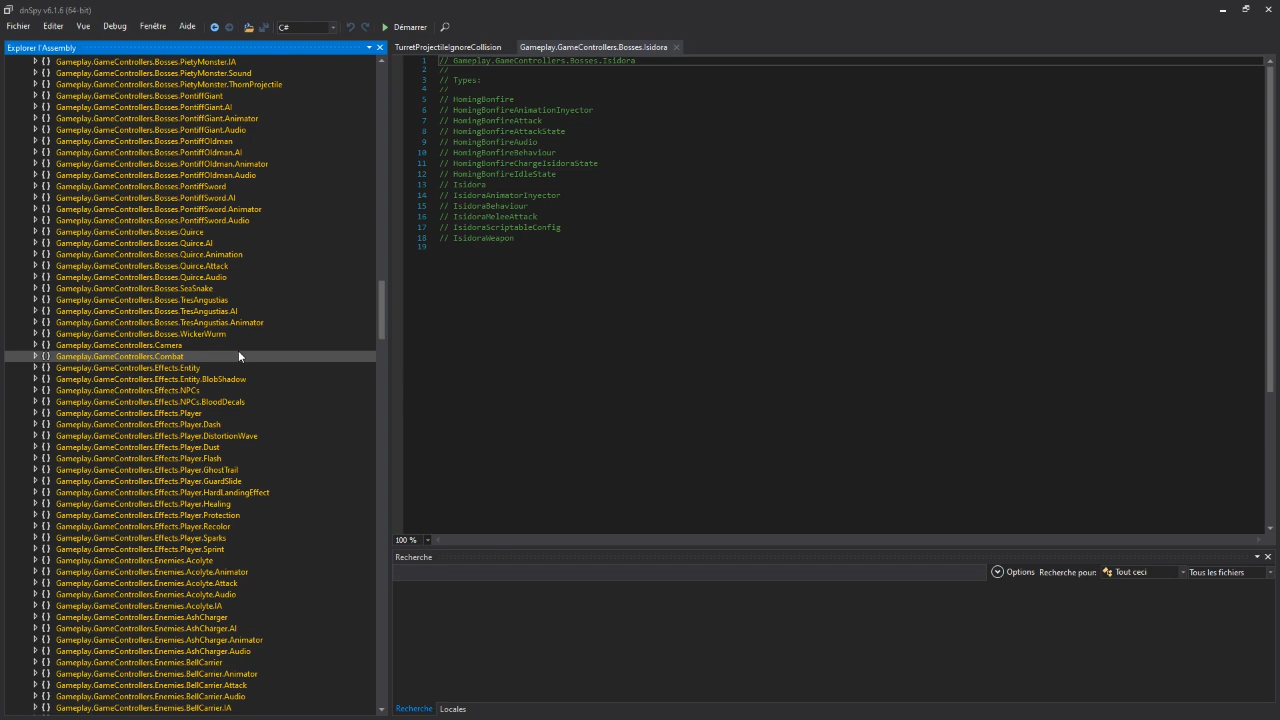 dnSpy v6.1.6 (64-bit)
Fichier Editer Vue Debug Fenêtre Aide C# Démarrer
Explorer l'Assembly
Gameplay.GameControllers.Bosses.PietyMonster.IA
Gameplay.GameControllers.Bosses.PietyMonster.Sound
Gameplay.GameControllers.Bosses.PietyMonster.ThornProjectile
Gameplay.GameControllers.Bosses.PontiffGiant
Gameplay.GameControllers.Bosses.PontiffGiant.AI
Gameplay.GameControllers.Bosses.PontiffGiant.Animator
Gameplay.GameControllers.Bosses.PontiffGiant.Audio
Gameplay.GameControllers.Bosses.PontiffOldman
Gameplay.GameControllers.Bosses.PontiffOldman.AI
Gameplay.GameControllers.Bosses.PontiffOldman.Animator
Gameplay.GameControllers.Bosses.PontiffOldman.Audio
Gameplay.GameControllers.Bosses.PontiffSword
Gameplay.GameControllers.Bosses.PontiffSword.AI
Gameplay.GameControllers.Bosses.PontiffSword.Animator
Gameplay.GameControllers.Bosses.PontiffSword.Audio
Gameplay.GameControllers.Bosses.Quirce
Gameplay.GameControllers.Bosses.Quirce.AI
Gameplay.GameControllers.Bosses.Quirce.Animation
Gameplay.GameControllers.Bosses.Quirce.Attack
Gameplay.GameControllers.Bosses.Quirce.Audio
Gameplay.GameControllers.Bosses.SeaSnake
Gameplay.GameControllers.Bosses.TresAngustias
Gameplay.GameControllers.Bosses.TresAngustias.AI
Gameplay.GameControllers.Bosses.TresAngustias.Animator
Gameplay.GameControllers.Bosses.WickerWurm
Gameplay.GameControllers.Camera
Gameplay.GameControllers.Combat
Gameplay.GameControllers.Effects.Entity
Gameplay.GameControllers.Effects.Entity.BlobShadow
Gameplay.GameControllers.Effects.NPCs
Gameplay.GameControllers.Effects.NPCs.BloodDecals
Gameplay.GameControllers.Effects.Player
Gameplay.GameControllers.Effects.Player.Dash
Gameplay.GameControllers.Effects.Player.DistortionWave
Gameplay.GameControllers.Effects.Player.Dust
Gameplay.GameControllers.Effects.Player.Flash
Gameplay.GameControllers.Effects.Player.GhostTrail
Gameplay.GameControllers.Effects.Player.GuardSlide
Gameplay.GameControllers.Effects.Player.HardLandingEffect
Gameplay.GameControllers.Effects.Player.Healing
Gameplay.GameControllers.Effects.Player.Protection
Gameplay.GameControllers.Effects.Player.Recolor
Gameplay.GameControllers.Effects.Player.Sparks
Gameplay.GameControllers.Effects.Player.Sprint
Gameplay.GameControllers.Enemies.Acolyte
Gameplay.GameControllers.Enemies.Acolyte.Animator
Gameplay.GameControllers.Enemies.Acolyte.Attack
Gameplay.GameControllers.Enemies.Acolyte.Audio
Gameplay.GameControllers.Enemies.Acolyte.IA
Gameplay.GameControllers.Enemies.AshCharger
Gameplay.GameControllers.Enemies.AshCharger.AI
Gameplay.GameControllers.Enemies.AshCharger.Animator
Gameplay.GameControllers.Enemies.AshCharger.Audio
Gameplay.GameControllers.Enemies.BellCarrier
Gameplay.GameControllers.Enemies.BellCarrier.Animator
Gameplay.GameControllers.Enemies.BellCarrier.Attack
Gameplay.GameControllers.Enemies.BellCarrier.Audio
Gameplay.GameControllers.Enemies.BellCarrier.IA
TurretProjectileIgnoreCollision Gameplay.GameControllers.Bosses.Isidora
1 // Gameplay.GameControllers.Bosses.Isidora
2 //
3 // Types:
4 //
5 // HomingBonfire
6 // HomingBonfireAnimationInyector
7 // HomingBonfireAttack
8 // HomingBonfireAttackState
9 // HomingBonfireAudio
10 // HomingBonfireBehaviour
11 // HomingBonfireChargeIsidoraState
12 // HomingBonfireIdleState
13 // Isidora
14 // IsidoraAnimatorInyector
15 // IsidoraBehaviour
16 // IsidoraMeleeAttack
17 // IsidoraScriptableConfig
18 // IsidoraWeapon
19
100 %
Recherche
Options Recherche pour: Tout ceci Tous les fichiers
Recherche Locales